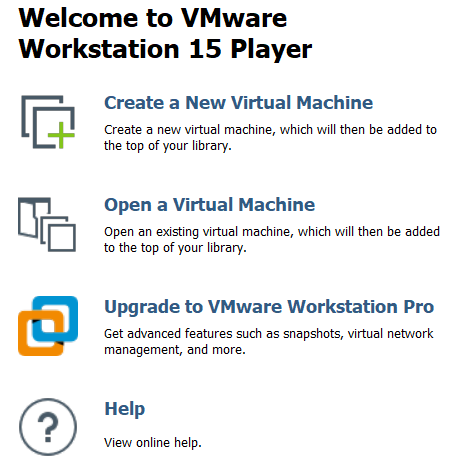 Welcome to VMware
Workstation 15 Player
Create a New Virtual Machine
Create a new virtual machine, which will then be added to
the top of your library.
Open a Virtual Machine
Open an existing virtual machine, which will then be added
to the top of your library.
Upgrade to VMware Workstation Pro
Get advanced features such as snapshots, virtual network
management, and more.
?
Help
View online help.